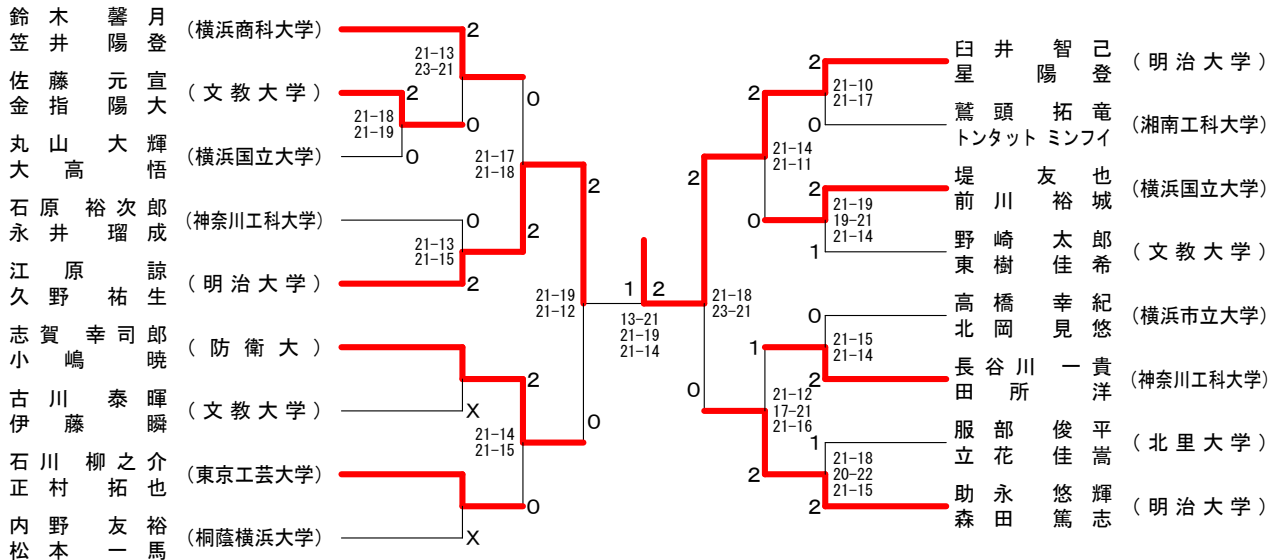 鈴木馨月
笠井陽登
(横浜商科大学)
2
21-13
23-21
佐藤元宣
金指陽大
(文教大学)
2
0
0
21-18
21-19
丸山大輝
大高悟
(横浜国立大学)
0
21-17
21-18
2
石原裕次郎
永井瑠成
(神奈川工科大学)
0
21-13
21-15
2
江原諒
久野祐生
(明治大学)
2
21-19
21-12
志賀幸司郎
小嶋暁
(防衛大)
2
古川泰暉
伊藤瞬
(文教大学)
X
0
21-14
21-15
石川柳之介
正村拓也
(東京工芸大学)
0
内野友裕
松本一馬
(桐蔭横浜大学)
X
1 2
13-21
21-19
21-14
臼井智己
星陽登
(明治大学)
2
2
21-10
21-17
鷲頭拓竜
トンタット ミンフイ
(湘南工科大学)
0
21-14
21-11
2
堤友也
前川裕城
(横浜国立大学)
2
0
21-19
19-21
21-14
野崎太郎
東樹佳希
(文教大学)
1
21-18
23-21
高橋幸紀
北岡見悠
(横浜市立大学)
0
1
21-15
21-14
長谷川一貴
田所洋
(神奈川工科大学)
2
0
21-12
17-21
21-16
服部俊平
立花佳嵩
(北里大学)
1
2
21-18
20-22
21-15
助永悠輝
森田篤志
(明治大学)
2